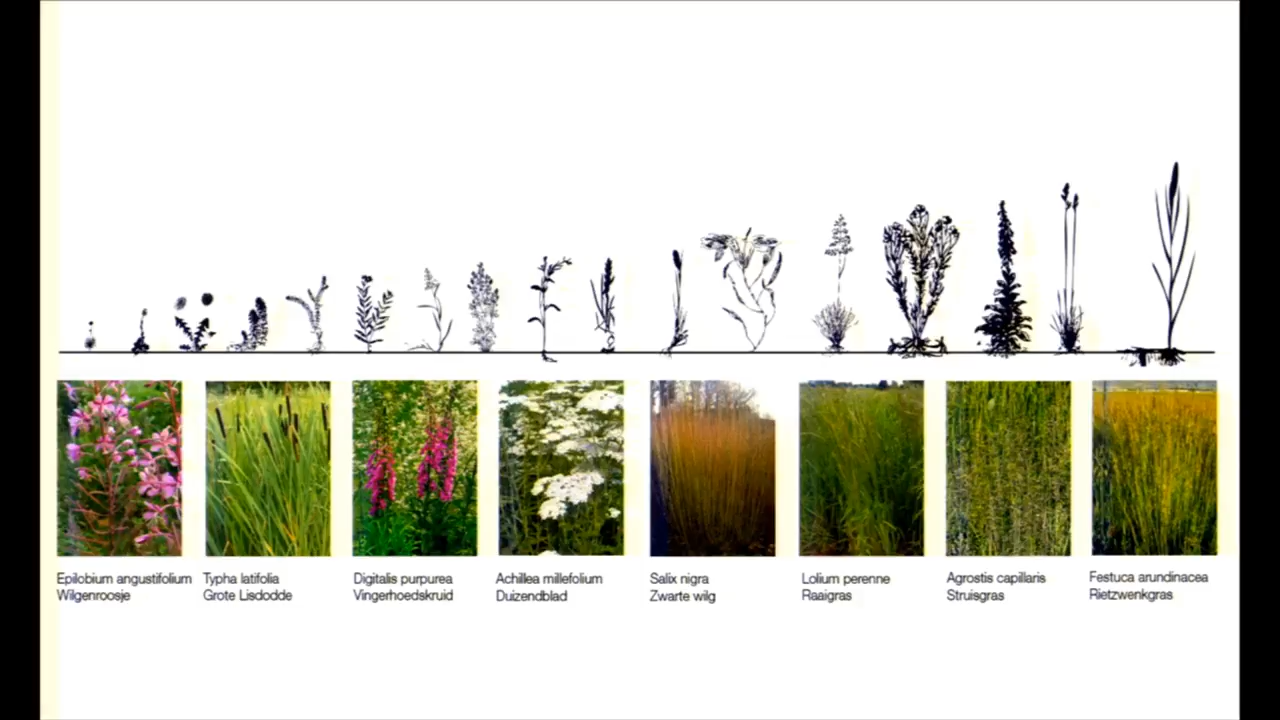 Epilobium angustifolium
Wilgenroosje
Typha latifolia
Grote Lisdodde
Digitalis purpurea
Vingerhoedskruid
Achillea millefolium
Duizendblad
Salix nigra
Zwarte wilg
Lolium perenne
Raaigras
Agrostis capillaris
Struisgras
Festuca arundinacea
Rietzwenkgras